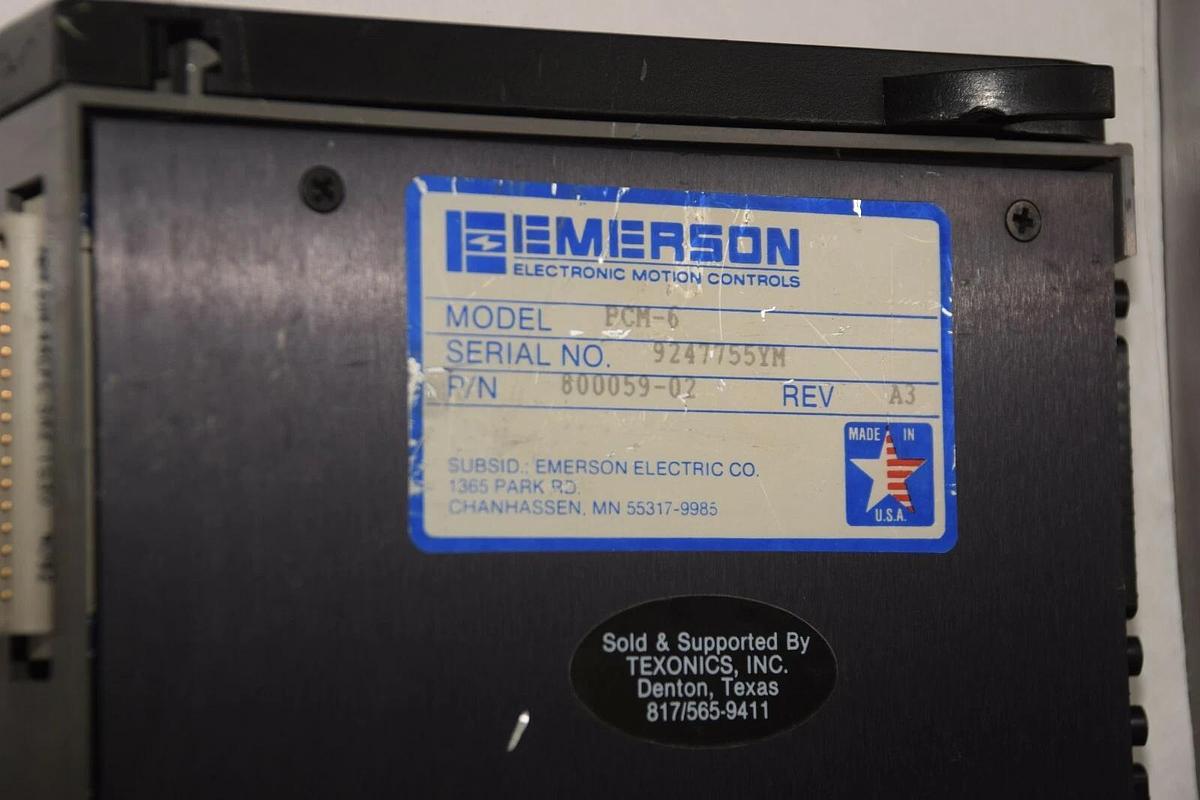 EMERSON
ELECTRONIC MOTION CONTROLS
MODEL PCM-6
SERIAL NO. 9247755YM
P/N 800059-02 REV A3
MADE IN
U.S.A.
SUBSID.: EMERSON ELECTRIC CO.
1365 PARK RD.
CHANHASSEN, MN 55317-9985
Sold & Supported By
TEXONICS, INC.
Denton, Texas
817/565-9411